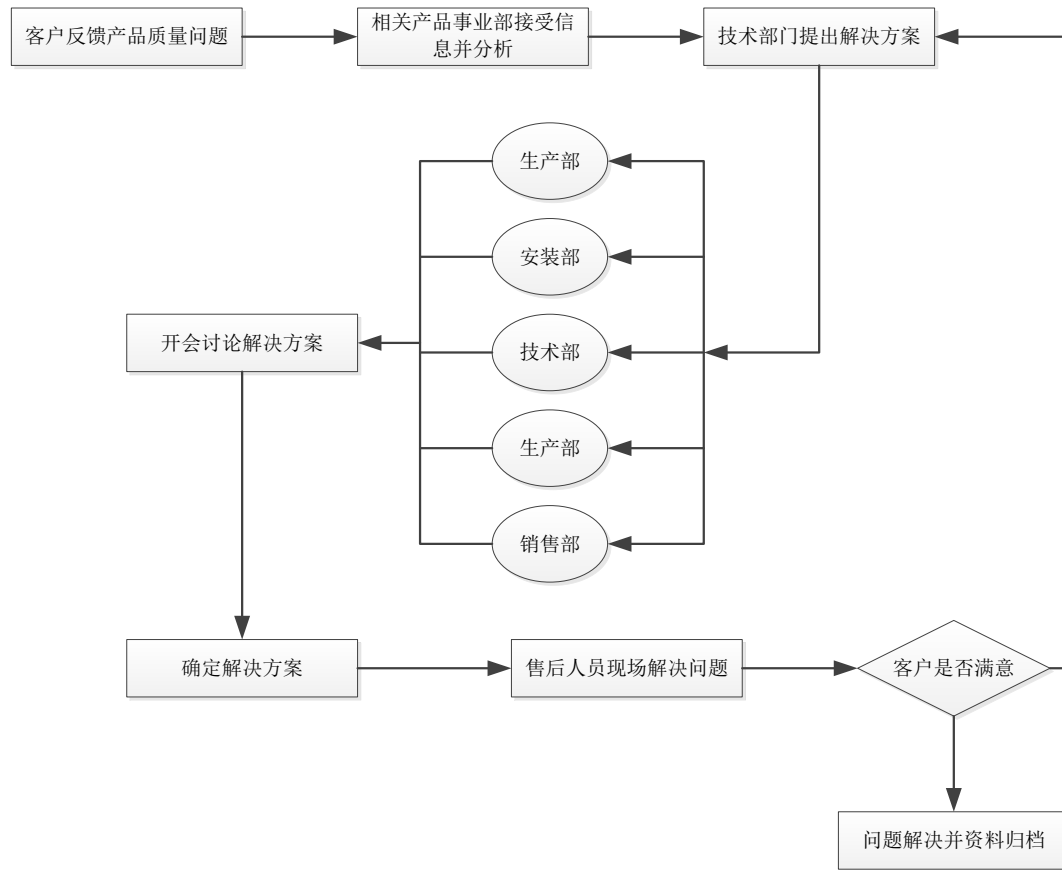 客户反馈产品质量问题
相关产品事业部接受信
息并分析
技术部门提出解决方案
生产部
安装部
技术部
生产部
销售部
开会讨论解决方案
确定解决方案
售后人员现场解决问题
客户是否满意
问题解决并资料归档